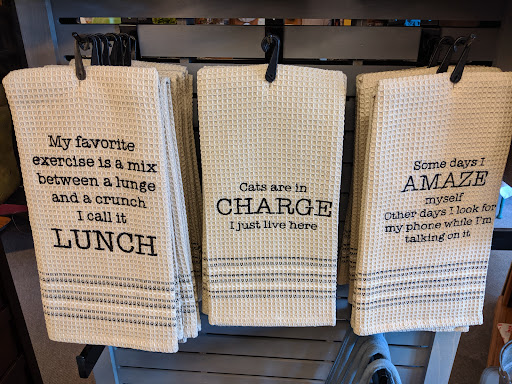 My favorite
exercise is a mix
between a lunge
and a crunch
I call it
LUNCH
Cats are in
CHARGE
I just live here
Some days I
AMAZE
myself
Other days I look for
my phone while I'm
talking on it